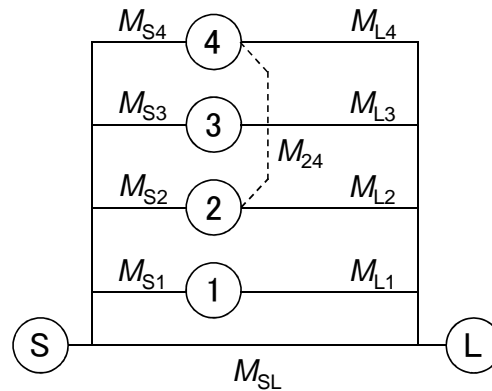 M_S4 4 M_L4
M_S3 3 M_L3
M_24
M_S2 2 M_L2
M_S1 1 M_L1
S L
M_SL